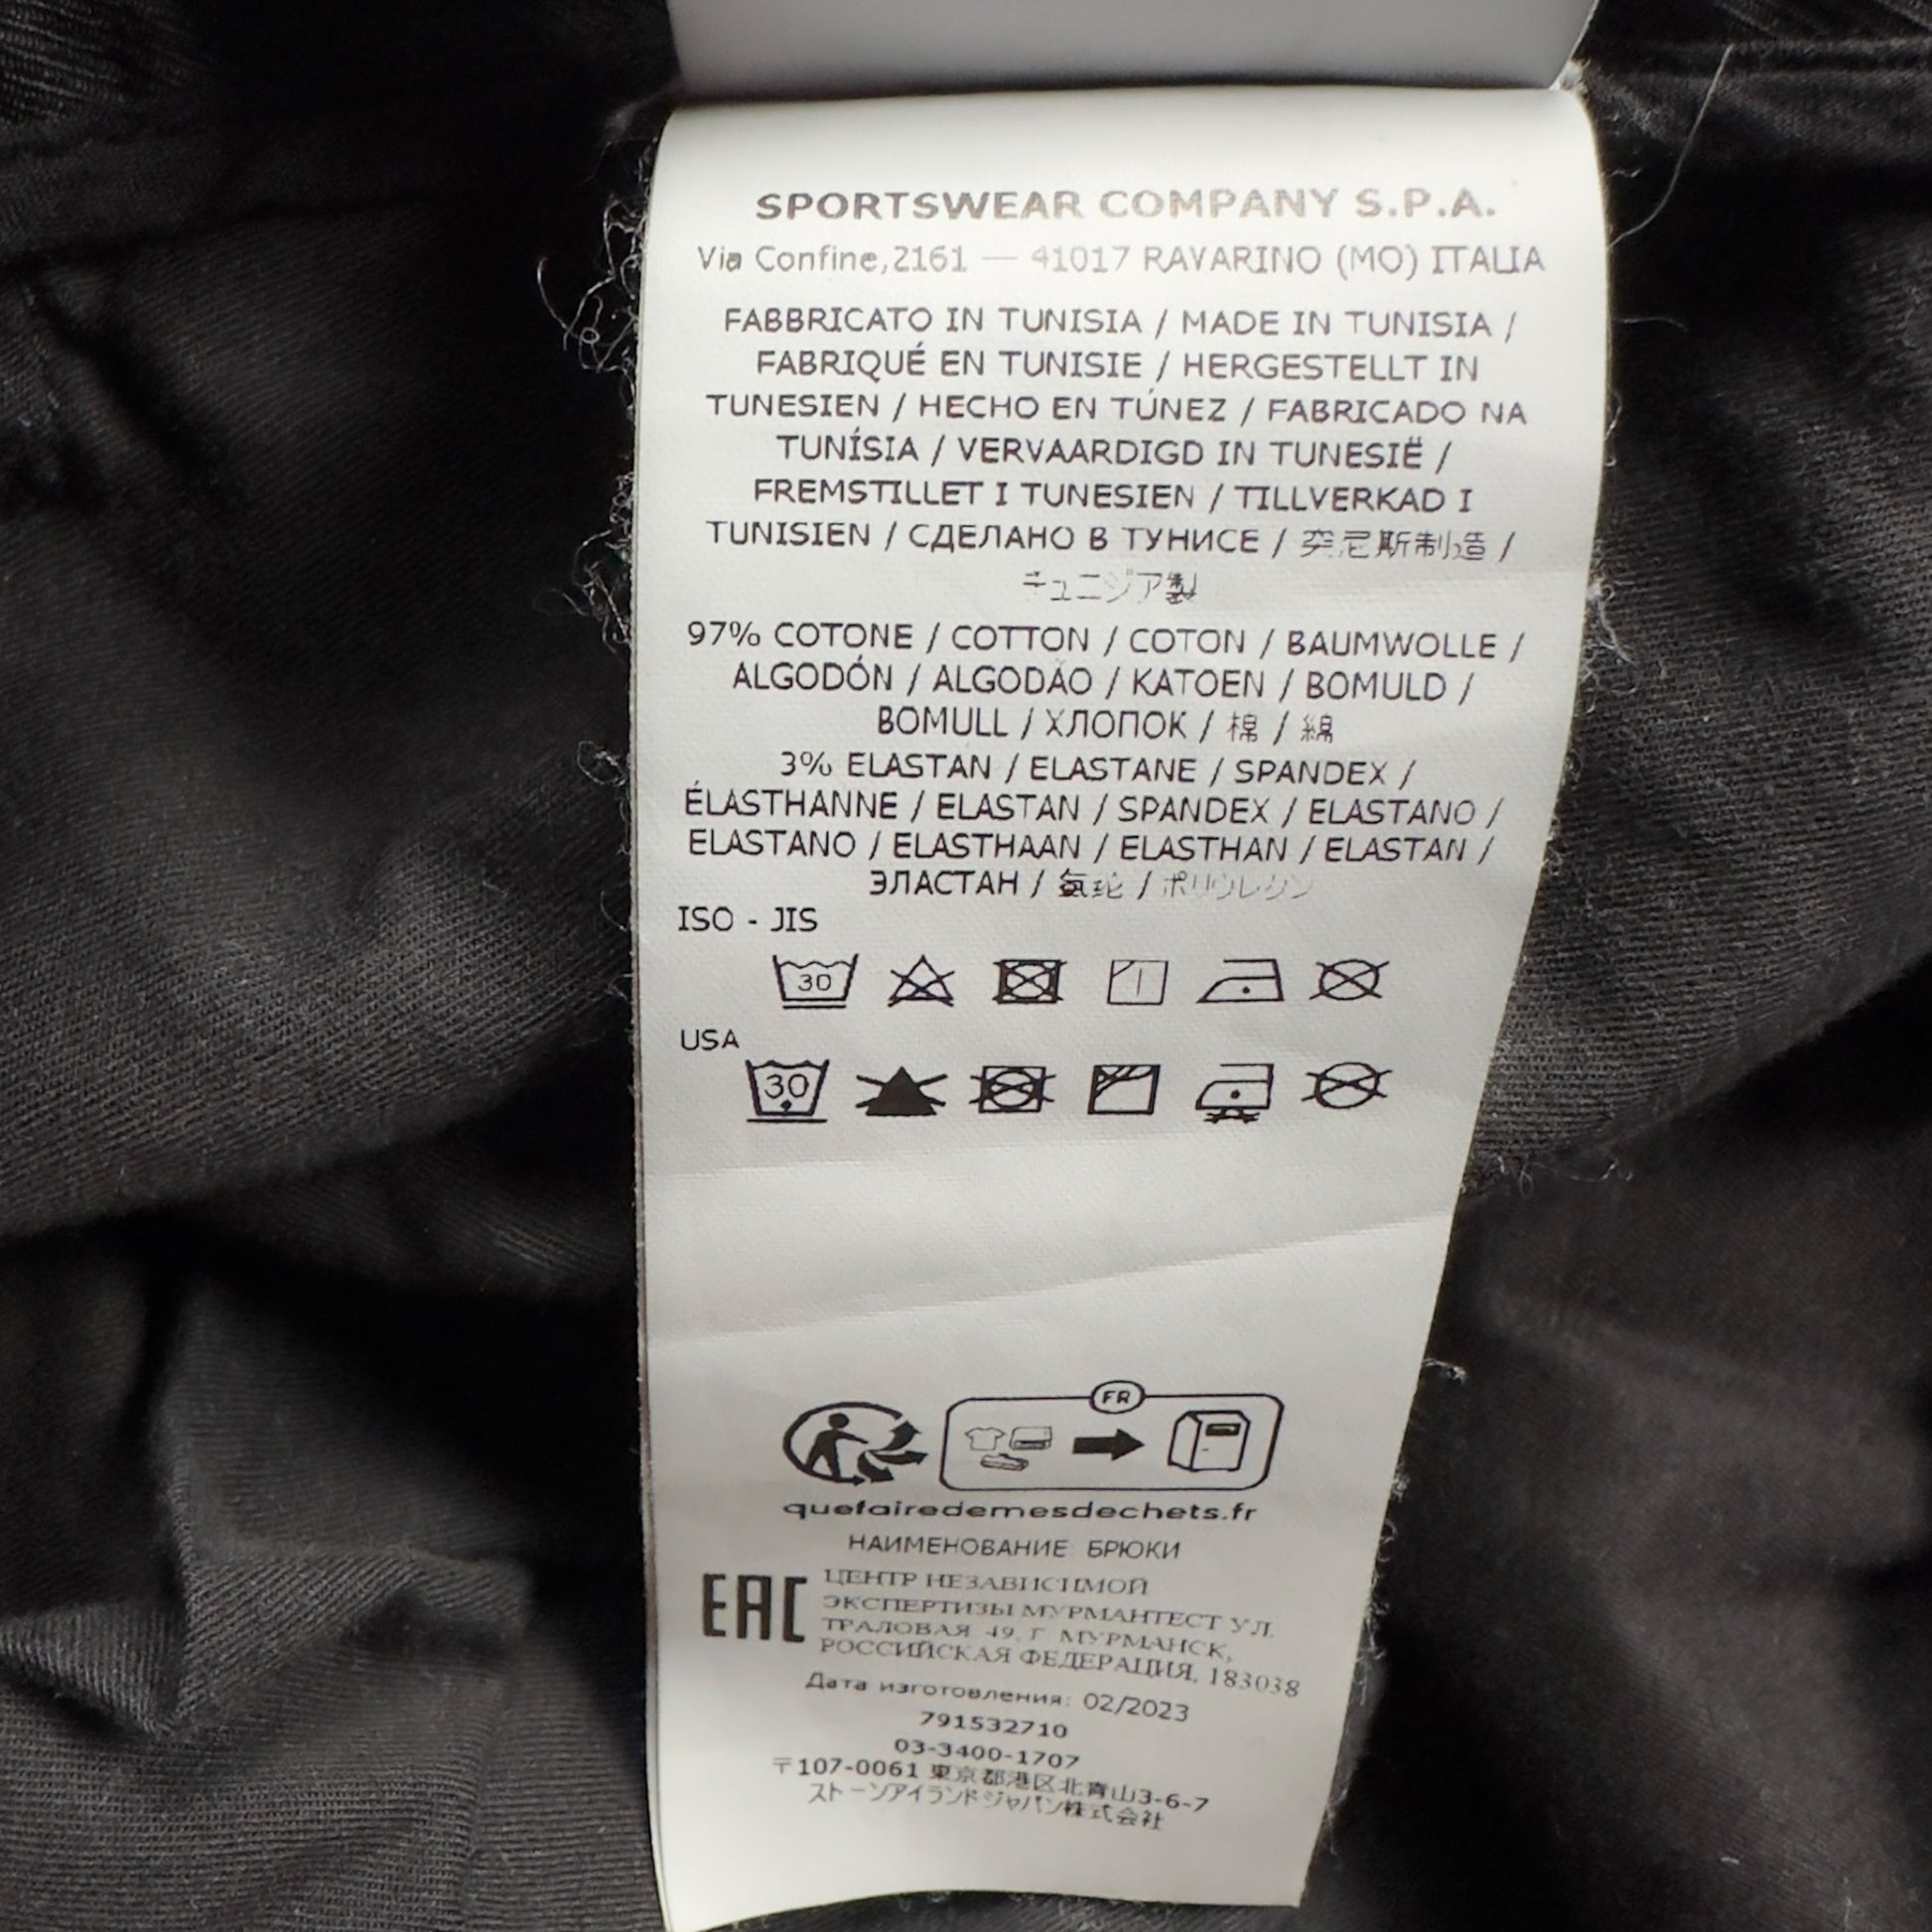 SPORTSWEAR COMPANY S.P.A.
Via Confine,2161 — 41017 RAVARINO (MO) ITALIA
FABBRICATO IN TUNISIA / MADE IN TUNISIA /
FABRIQUÉ EN TUNISIE / HERGESTELLT IN
TUNESIEN / HECHO EN TÚNEZ / FABRICADO NA
TUNÍSIA / VERVAARDIGD IN TUNESIË /
FREMSTILLET I TUNESIEN / TILLVERKAD I
TUNISIEN / СДЕЛАНО В ТУНИСЕ / 突尼斯制造 /
チュニジア製
97% COTONE / COTTON / COTON / BAUMWOLLE /
ALGODÓN / ALGODÃO / KATOEN / BOMULD /
BOMULL / ХЛОПОК / 棉 / 綿
3% ELASTAN / ELASTANE / SPANDEX /
ÉLASTHANNE / ELASTAN / SPANDEX / ELASTANO /
ELASTANO / ELASTHAAN / ELASTHAN / ELASTAN /
ЭЛАСТАН / 氨纶 / ポリウレタン
ISO - JIS
30
USA
30
FR
quefairedemesdechets.fr
НАИМЕНОВАНИЕ: БРЮКИ
EAC
ЦЕНТР НЕЗАВИСИМОЙ
ЭКСПЕРТИЗЫ МУРМАНТЕСТ УЛ.
ТРАЛОВАЯ 49, Г. МУРМАНСК,
РОССИЙСКАЯ ФЕДЕРАЦИЯ, 183038
Дата изготовления: 02/2023
791532710
03-3400-1707
〒107-0061 東京都港区北青山3-6-7
ストーンアイランドジャパン株式会社